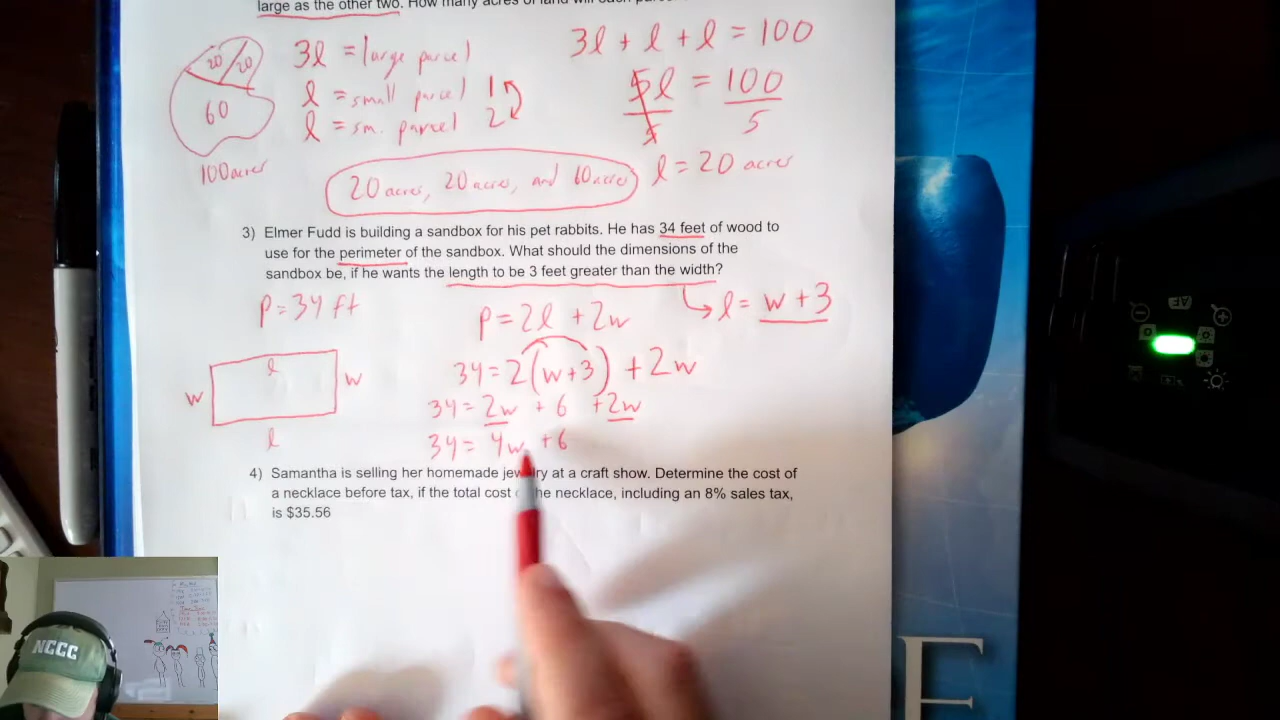 large as the other two. How many acres of land will each
20 20
60
100 acres
3l = large parcel
l = small parcel 1
l = sm. parcel 2
3l + l + l = 100
5l = 100
5 5
l = 20 acres
20 acres, 20 acres, and 60 acres
3) Elmer Fudd is building a sandbox for his pet rabbits. He has 34 feet of wood to
use for the perimeter of the sandbox. What should the dimensions of the
sandbox be, if he wants the length to be 3 feet greater than the width?
P = 34 ft
P = 2l + 2w
l = w + 3
l
w w
l
34 = 2(w+3) + 2w
34 = 2w + 6 + 2w
34 = 4w + 6
4) Samantha is selling her homemade jewelry at a craft show. Determine the cost of
a necklace before tax, if the total cost the necklace, including an 8% sales tax,
is $35.56
NCCC
AF
E